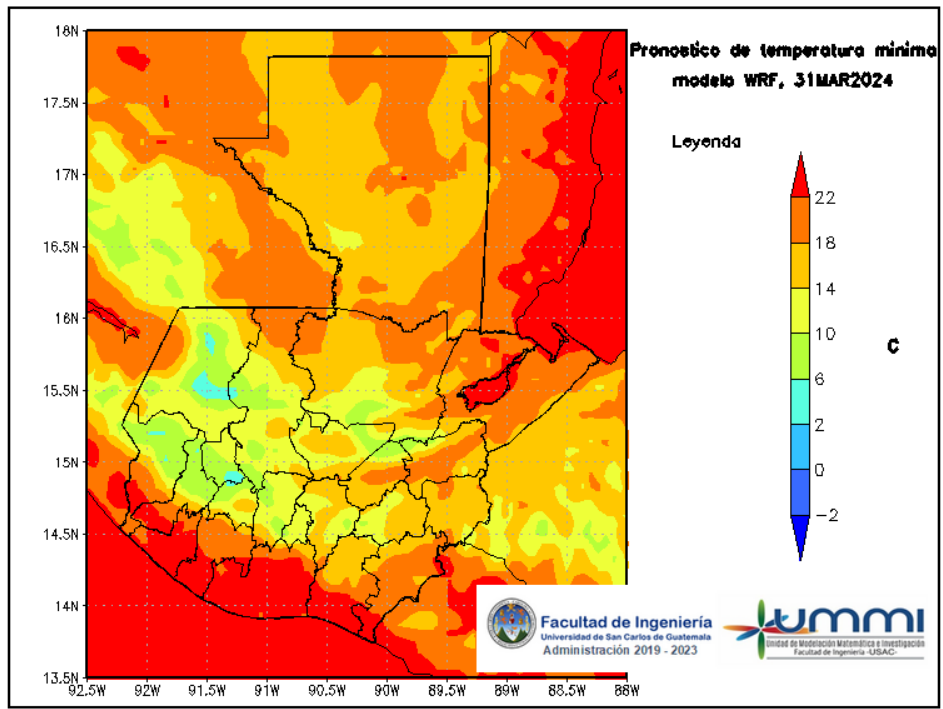 Pronostico de temperatura minima
modelo WRF, 31MAR2024
Leyenda
22
18
14
10
6
2
0
−2
C
18N
17.5N
17N
16.5N
16N
15.5N
15N
14.5N
14N
13.5N
92.5W 92W 91.5W 91W 90.5W 90W 89.5W 89W 88.5W 88W
Facultad de Ingeniería
Universidad de San Carlos de Guatemala
Administración 2019 - 2023
UMMI
Unidad de Modelación Matemática e Investigación
Facultad de Ingeniería -USAC-